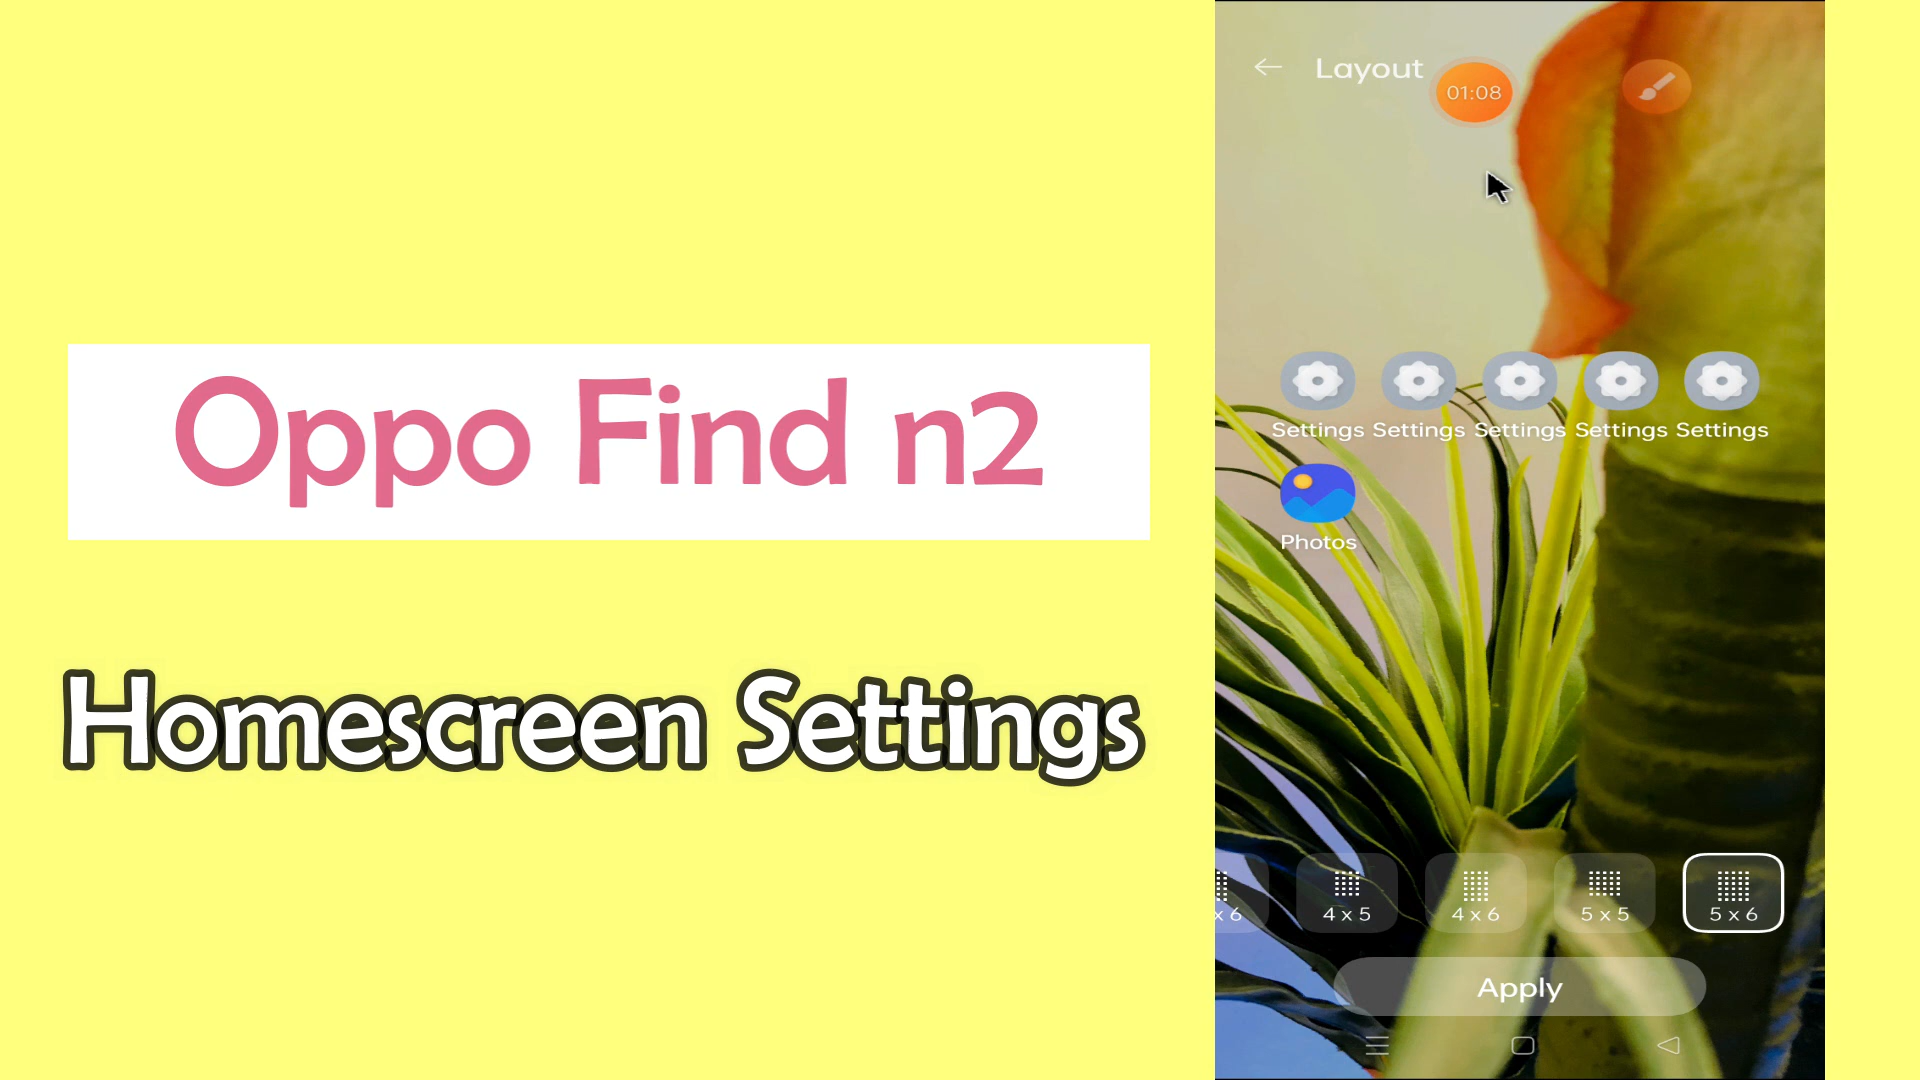 Oppo Find n2
Homescreen Settings
Layout
01:08
Settings Settings Settings Settings Settings
Photos
x 6 4 x 5 4 x 6 5 x 5 5 x 6
Apply